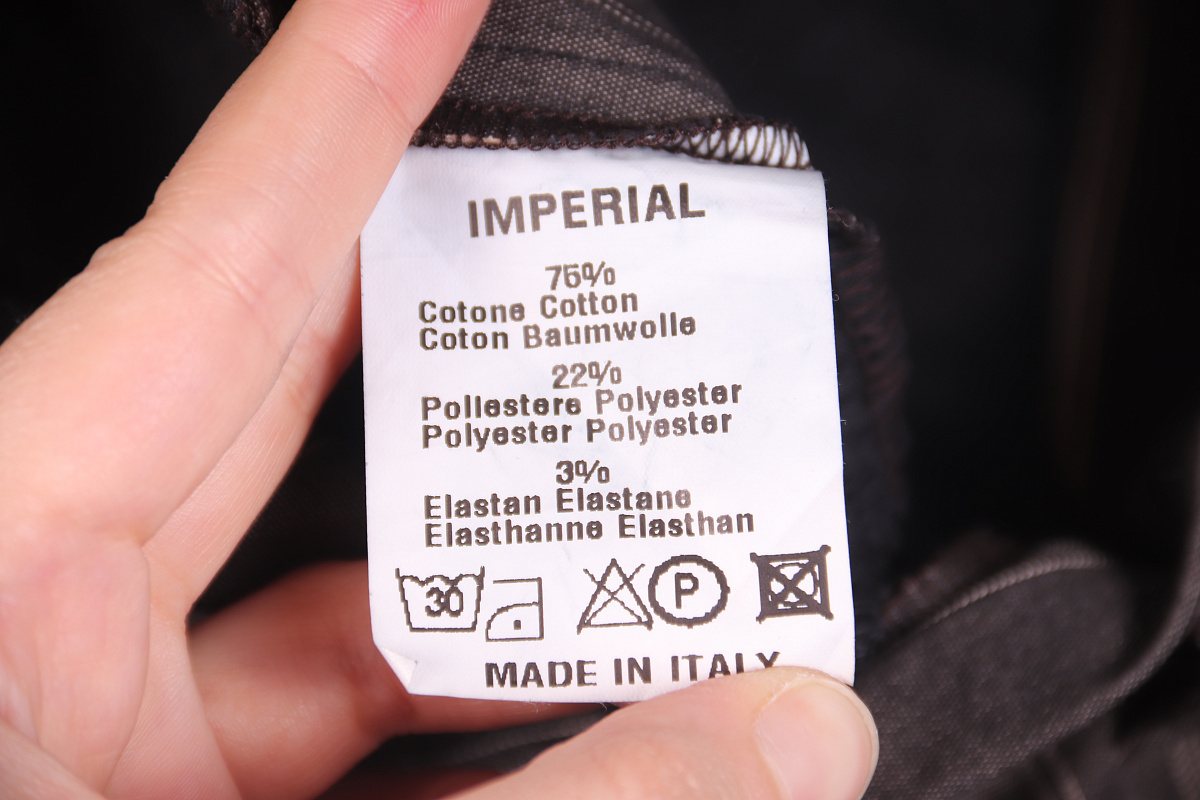 IMPERIAL
75%
Cotone Cotton
Coton Baumwolle
22%
Poliestere Polyester
Polyester Polyester
3%
Elastan Elastane
Elasthanne Elasthan
30 P
MADE IN ITALY